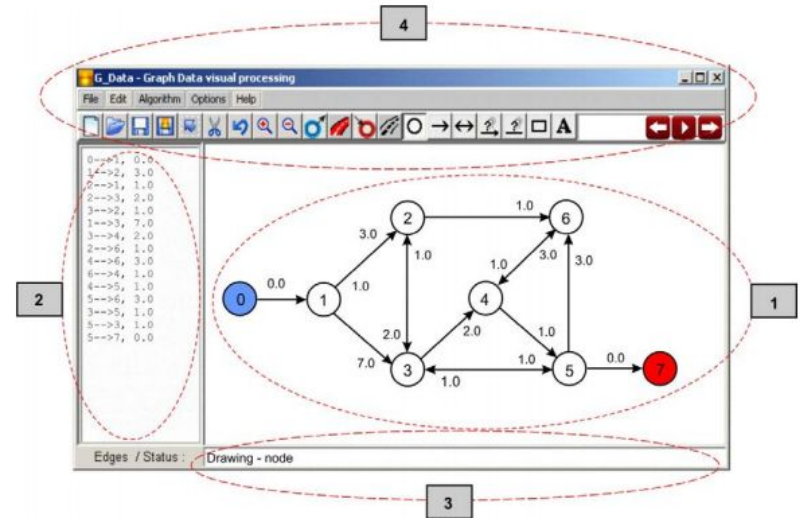 4
G_Data - Graph Data visual processing
File Edit Algorithm Options Help
A
0-->1, 0.0
1-->2, 3.0
2-->1, 1.0
2-->3, 2.0
3-->2, 1.0
1-->3, 7.0
3-->4, 2.0
2-->6, 1.0
4-->6, 3.0
6-->4, 1.0
4-->5, 1.0
5-->6, 3.0
3-->5, 1.0
5-->3, 1.0
5-->7, 0.0
2
2 1.0 6
3.0 1.0 1.0 3.0 3.0
0 0.0 1 1.0 4
1
7.0 2.0 2.0 1.0
3 1.0 1.0 5 0.0 7
Edges / Status :
Drawing - node
3